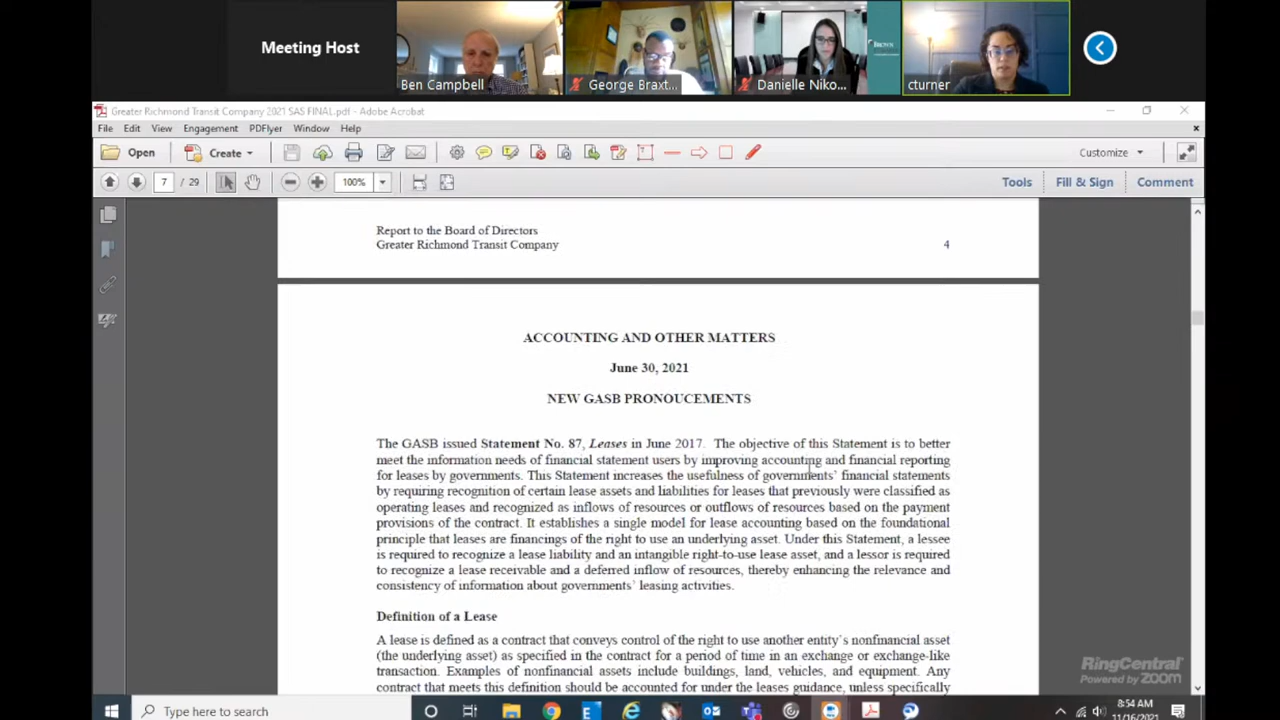 Meeting Host
Ben Campbell
George Braxt...
Danielle Niko...
cturner
Greater Richmond Transit Company 2021 SAS FINAL.pdf - Adobe Acrobat
File Edit View Engagement PDFlyer Window Help
Open Create Customize
7 / 29 100% Tools Fill & Sign Comment
Report to the Board of Directors
Greater Richmond Transit Company 4
ACCOUNTING AND OTHER MATTERS
June 30, 2021
NEW GASB PRONOUCEMENTS
The GASB issued Statement No. 87, Leases in June 2017. The objective of this Statement is to better
meet the information needs of financial statement users by improving accounting and financial reporting
for leases by governments. This Statement increases the usefulness of governments' financial statements
by requiring recognition of certain lease assets and liabilities for leases that previously were classified as
operating leases and recognized as inflows of resources or outflows of resources based on the payment
provisions of the contract. It establishes a single model for lease accounting based on the foundational
principle that leases are financings of the right to use an underlying asset. Under this Statement, a lessee
is required to recognize a lease liability and an intangible right-to-use lease asset, and a lessor is required
to recognize a lease receivable and a deferred inflow of resources, thereby enhancing the relevance and
consistency of information about governments' leasing activities.
Definition of a Lease
A lease is defined as a contract that conveys control of the right to use another entity's nonfinancial asset
(the underlying asset) as specified in the contract for a period of time in an exchange or exchange-like
transaction. Examples of nonfinancial assets include buildings, land, vehicles, and equipment. Any
contract that meets this definition should be accounted for under the leases guidance, unless specifically
RingCentral
Powered by zoom
Type here to search
8:54 AM